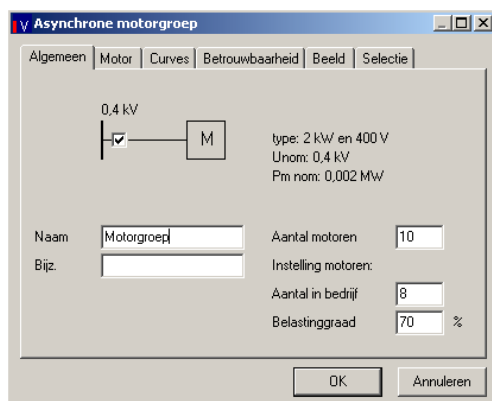 Asynchrone motorgroep
Algemeen Motor Curves Betrouwbaarheid Beeld Selectie
0,4 kV
M
type: 2 kW en 400 V
Unom: 0,4 kV
Pm nom: 0,002 MW
Naam Motorgroep
Bijz.
Aantal motoren 10
Instelling motoren:
Aantal in bedrijf 8
Belastinggraad 70 %
OK Annuleren